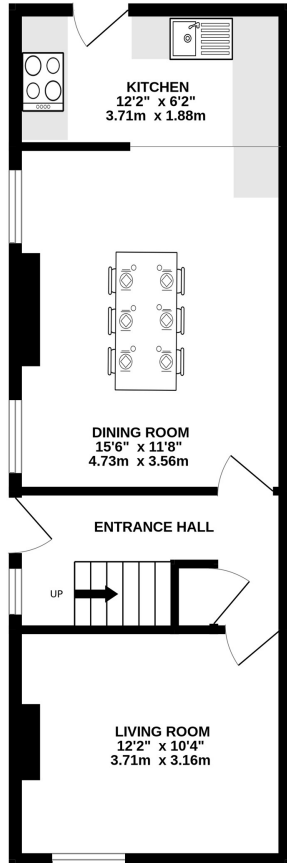 KITCHEN
12'2" x 6'2"
3.71m x 1.88m
DINING ROOM
15'6" x 11'8"
4.73m x 3.56m
ENTRANCE HALL
UP
LIVING ROOM
12'2" x 10'4"
3.71m x 3.16m